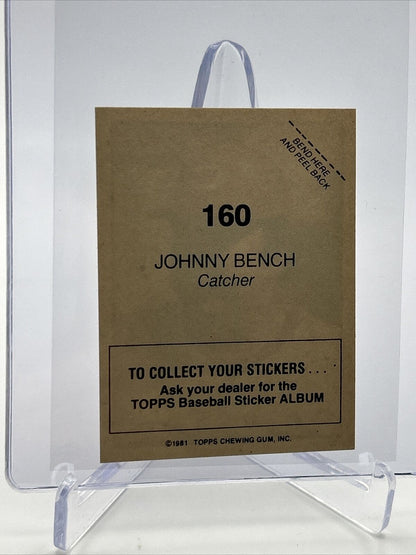 BEND HERE
AND PEEL BACK
160
JOHNNY BENCH
Catcher
TO COLLECT YOUR STICKERS . . .
Ask your dealer for the
TOPPS Baseball Sticker ALBUM
©1981 TOPPS CHEWING GUM, INC.